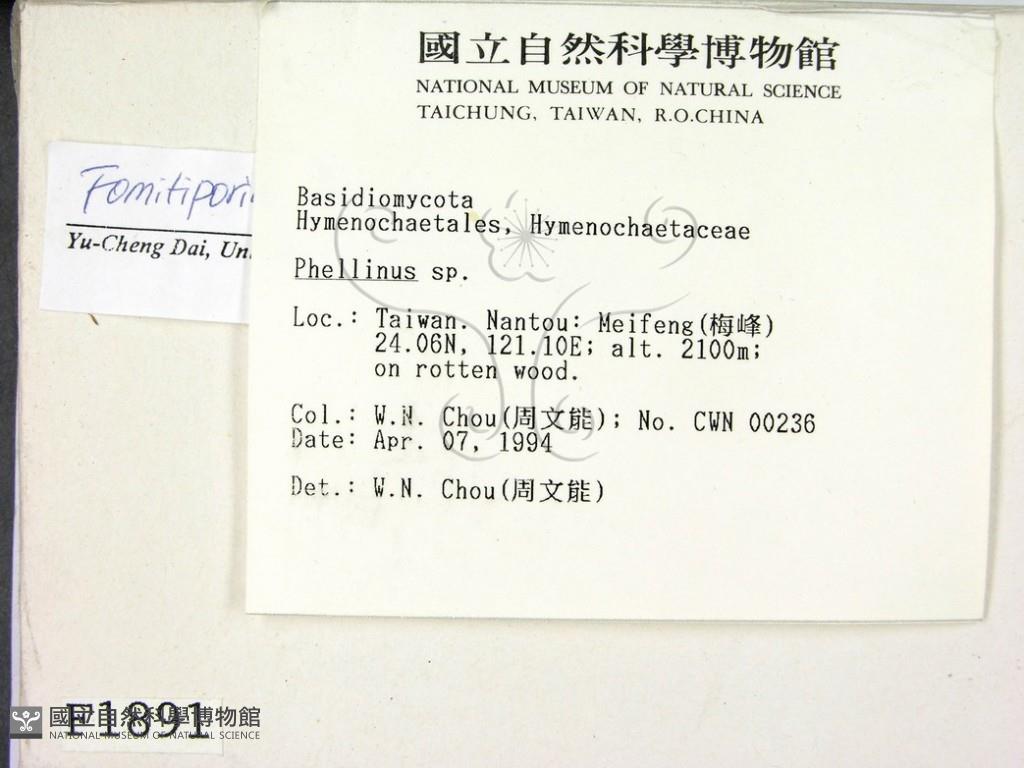 國立自然科學博物館
NATIONAL MUSEUM OF NATURAL SCIENCE
TAICHUNG, TAIWAN, R.O.CHINA
Fomitipori
Yu-Cheng Dai, Un
Basidiomycota
Hymenochaetales, Hymenochaetaceae
Phellinus sp.
Loc.: Taiwan. Nantou: Meifeng(梅峰)
24.06N, 121.10E; alt. 2100m;
on rotten wood.
Col.: W.N. Chou(周文能); No. CWN 00236
Date: Apr. 07, 1994
Det.: W.N. Chou(周文能)
F1891
國立自然科學博物館
NATIONAL MUSEUM OF NATURAL SCIENCE